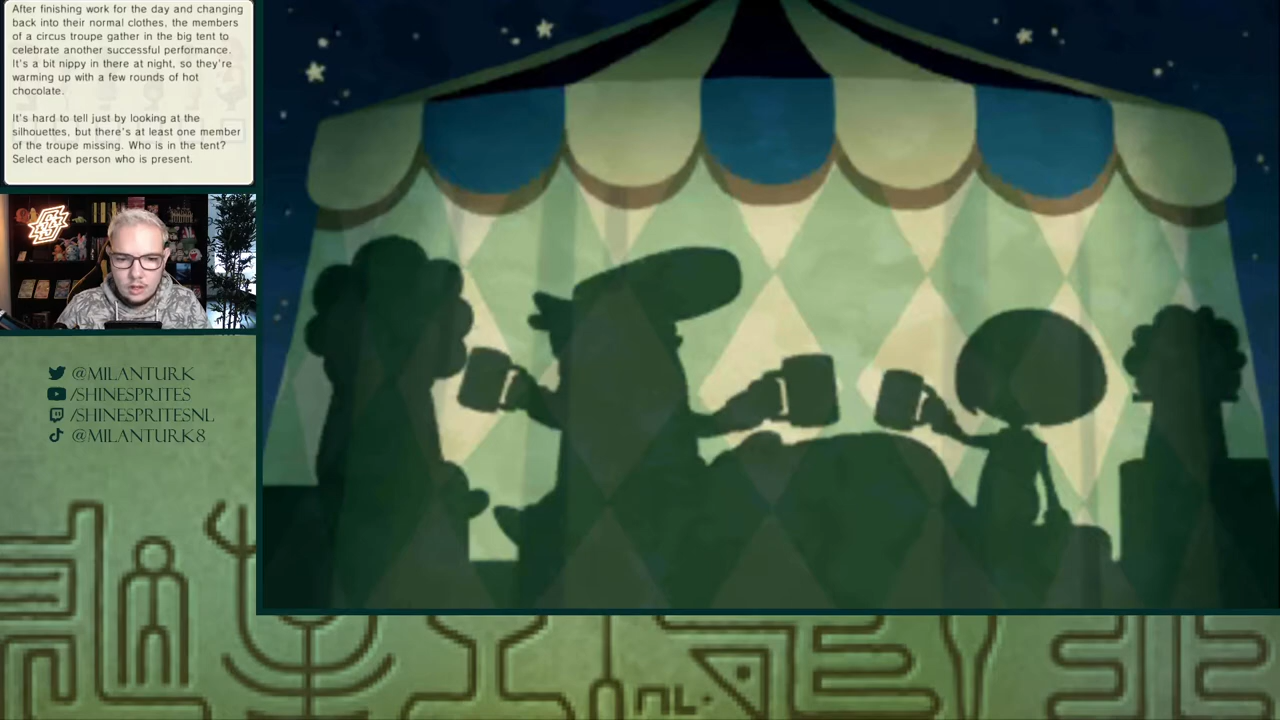 After finishing work for the day and changing
back into their normal clothes, the members
of a circus troupe gather in the big tent to
celebrate another successful performance.
It's a bit nippy in there at night, so they're
warming up with a few rounds of hot
chocolate.
It's hard to tell just by looking at the
silhouettes, but there's at least one member
of the troupe missing. Who is in the tent?
Select each person who is present.
@MILANTURK
/SHINESPRITES
/SHINESPRITESNL
@MILANTURK8